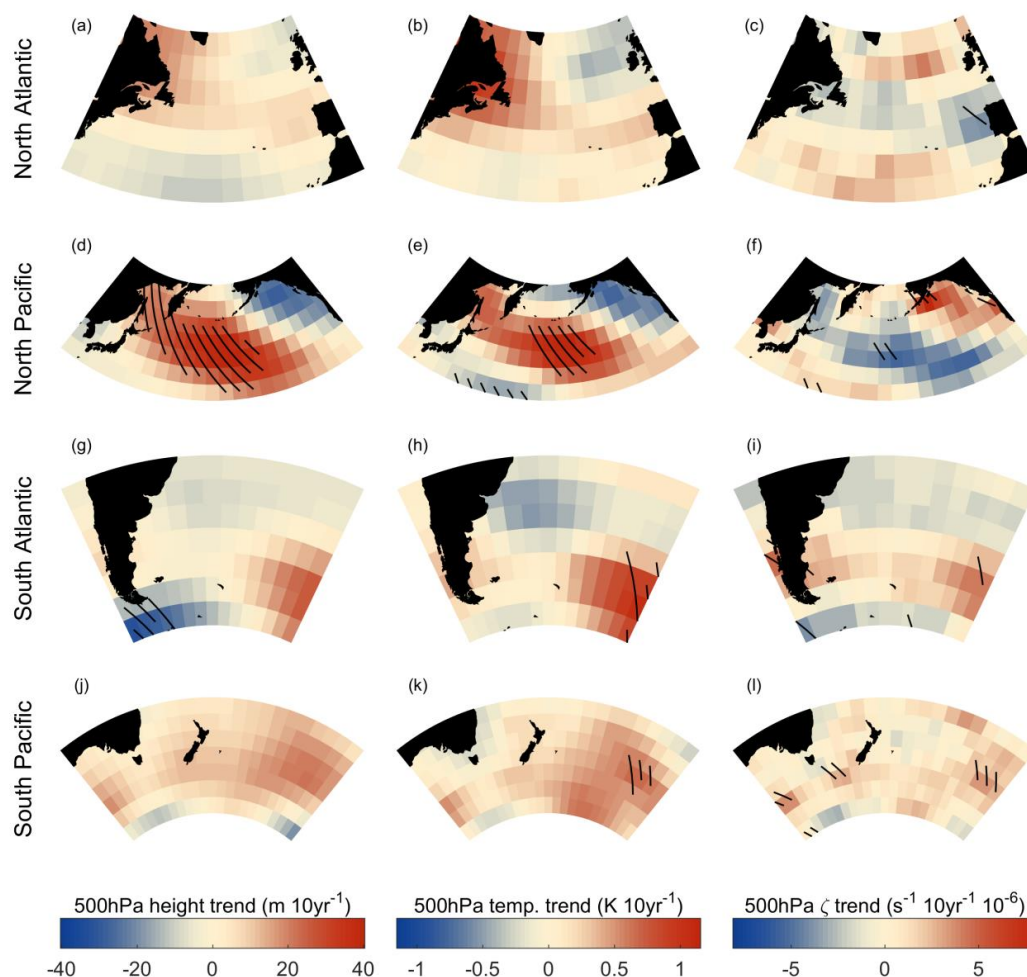 (a) (b) (c)
North Atlantic
(d) (e) (f)
North Pacific
(g) (h) (i)
South Atlantic
(j) (k) (l)
South Pacific
500hPa height trend (m 10yr⁻¹)
-40 -20 0 20 40
500hPa temp. trend (K 10yr⁻¹)
-1 -0.5 0 0.5 1
500hPa ζ trend (s⁻¹ 10yr⁻¹ 10⁻⁶)
-5 0 5